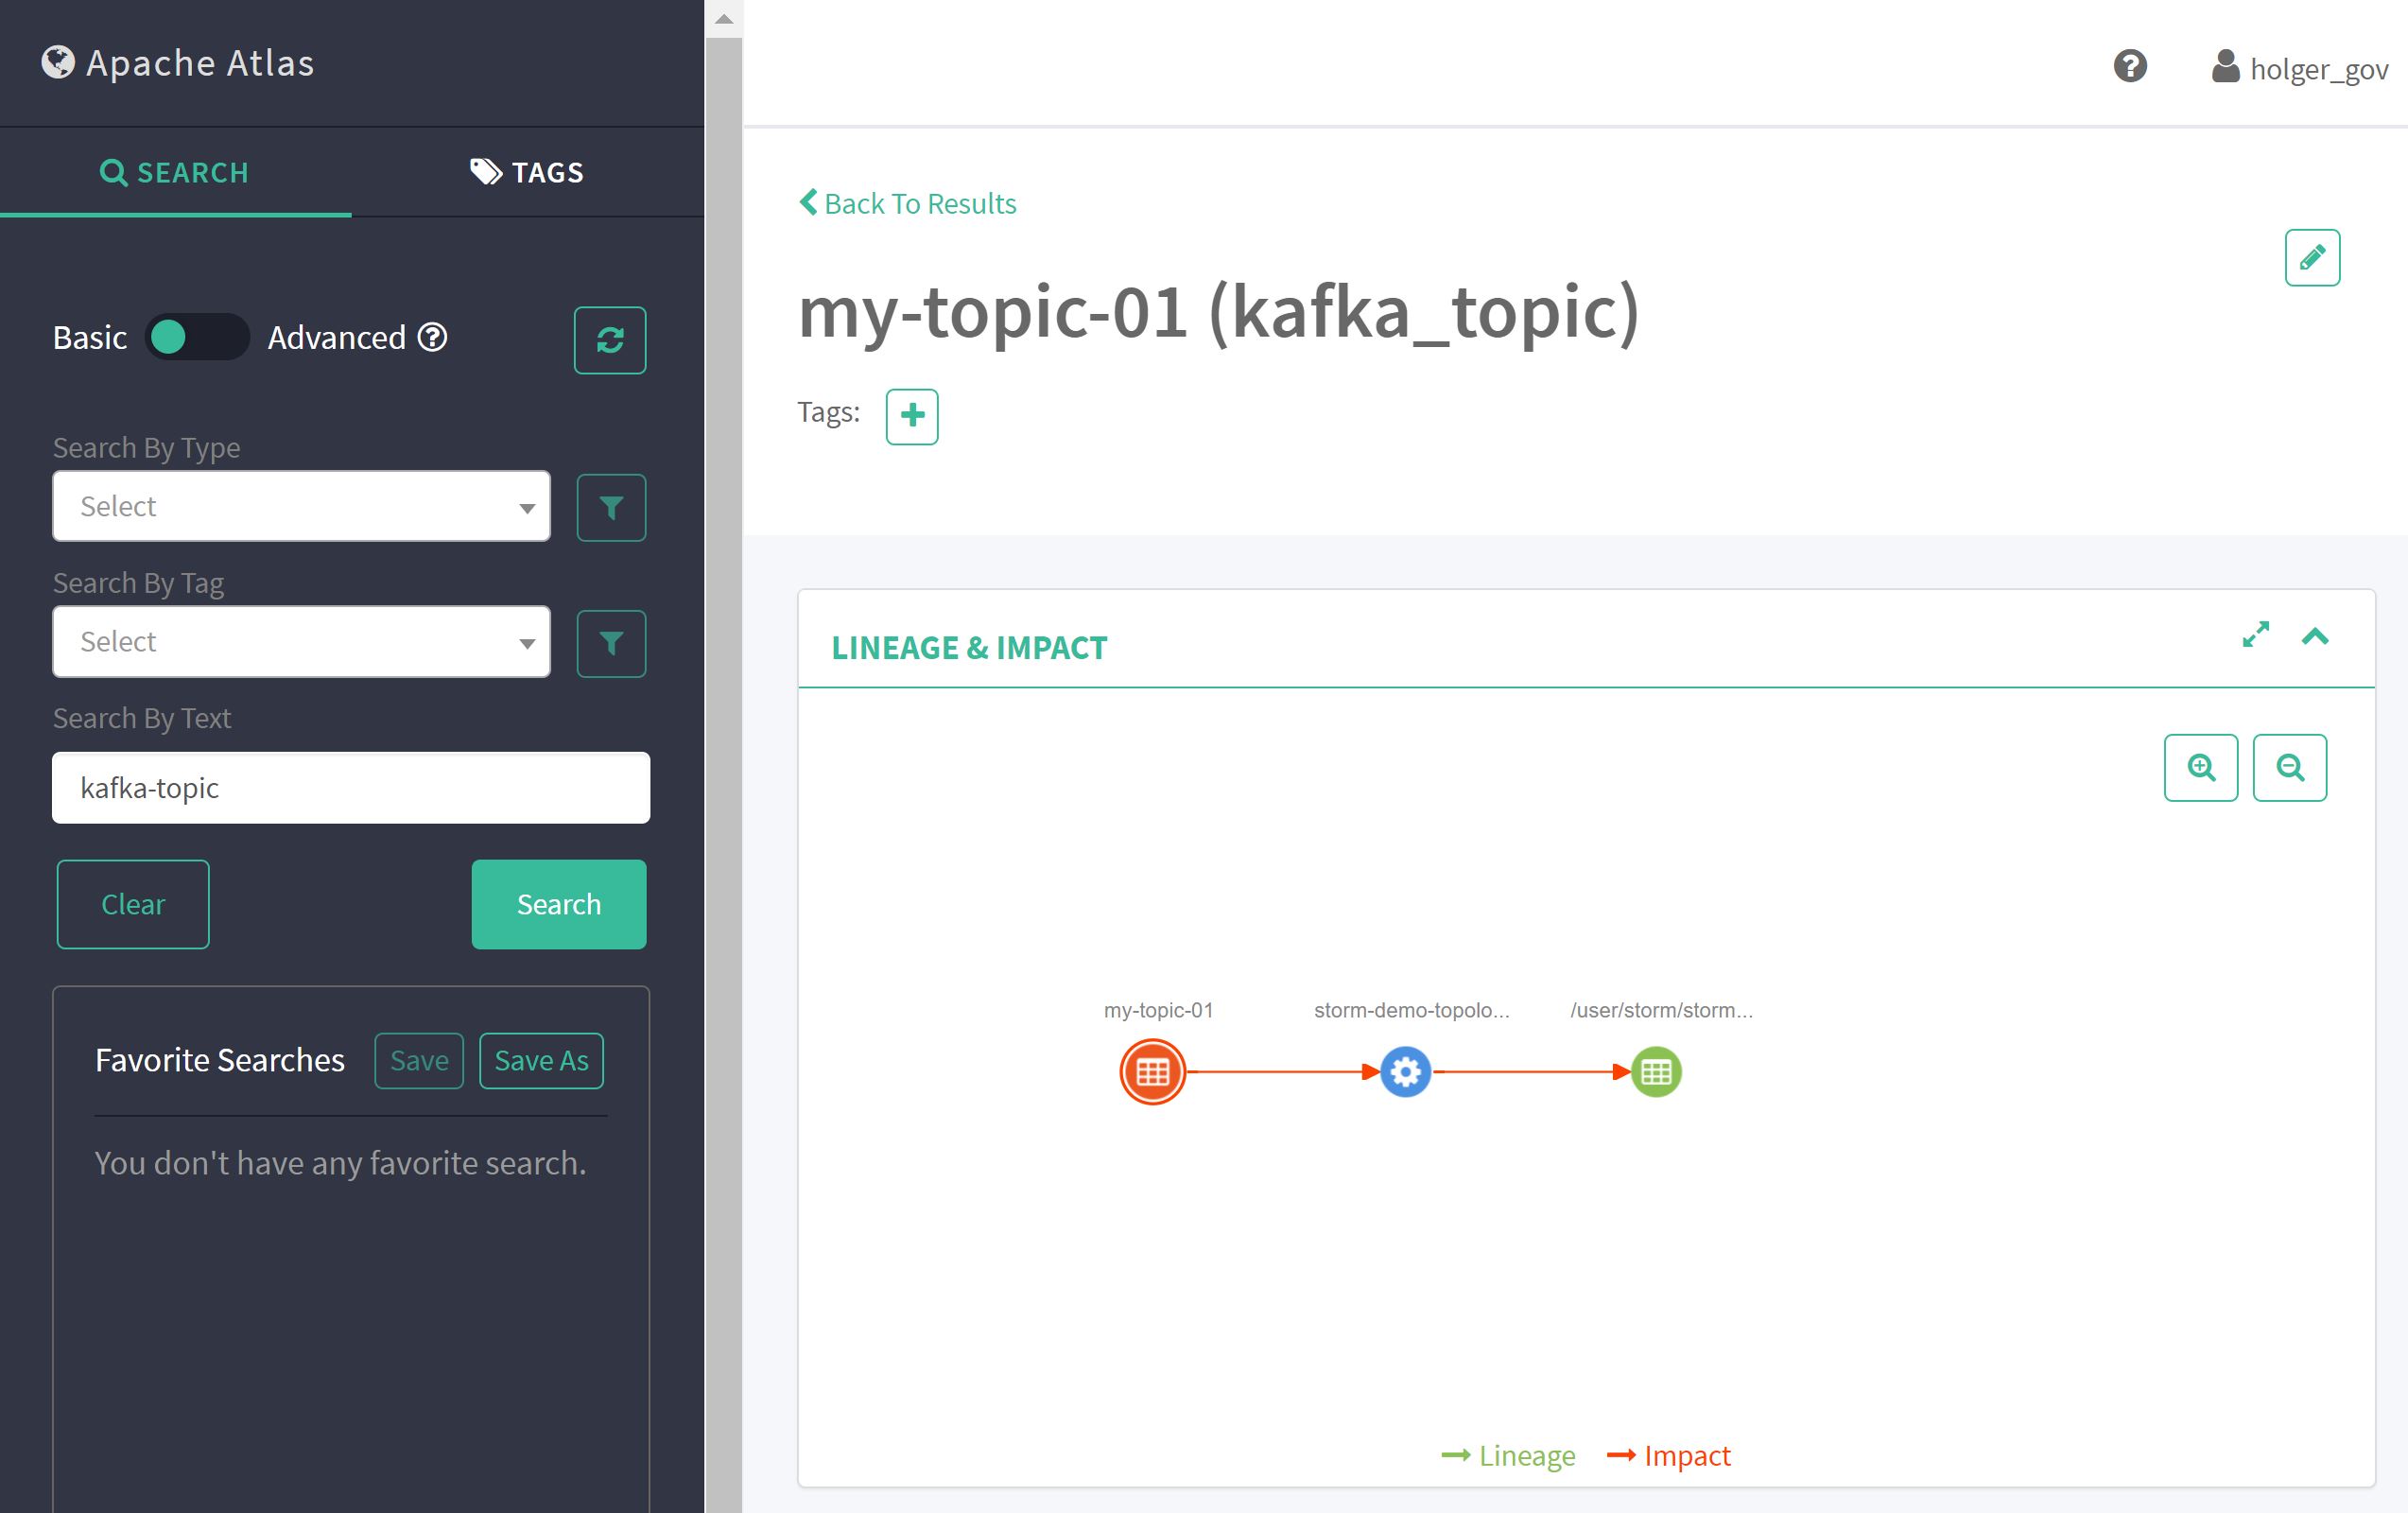 Apache Atlas
holger_gov
SEARCH
TAGS
Basic
Advanced
Search By Type
Select
Search By Tag
Select
Search By Text
kafka-topic
Clear
Search
Favorite Searches
Save
Save As
You don't have any favorite search.
Back To Results
my-topic-01 (kafka_topic)
Tags:
LINEAGE & IMPACT
my-topic-01
storm-demo-topolo...
/user/storm/storm...
Lineage
Impact